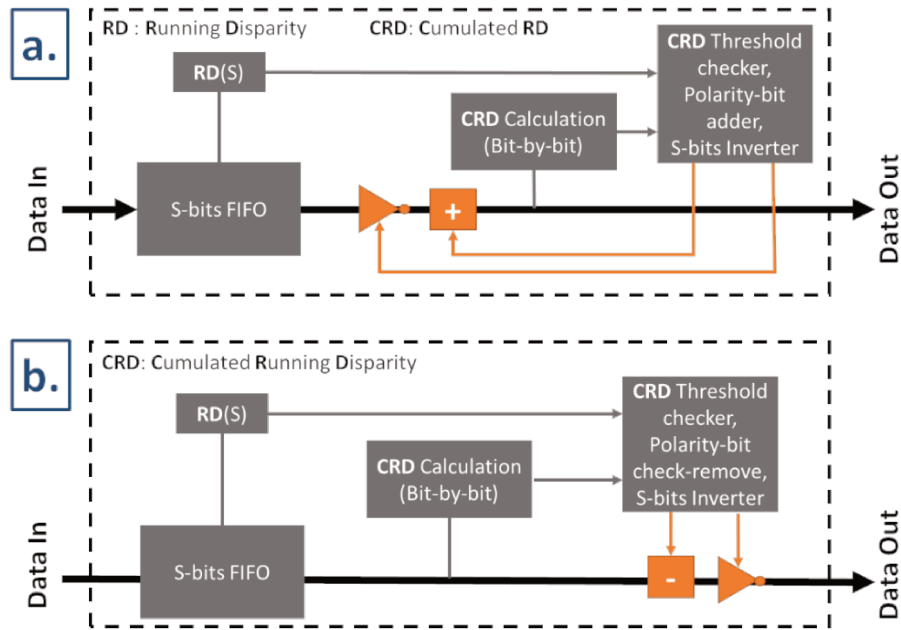 a.
RD : Running Disparity
CRD: Cumulated RD
RD(S)
CRD Threshold
checker,
Polarity-bit
adder,
S-bits Inverter
CRD Calculation
(Bit-by-bit)
Data In
S-bits FIFO
+
Data Out
b.
CRD: Cumulated Running Disparity
RD(S)
CRD Threshold
checker,
Polarity-bit
check-remove,
S-bits Inverter
CRD Calculation
(Bit-by-bit)
Data In
S-bits FIFO
-
Data Out